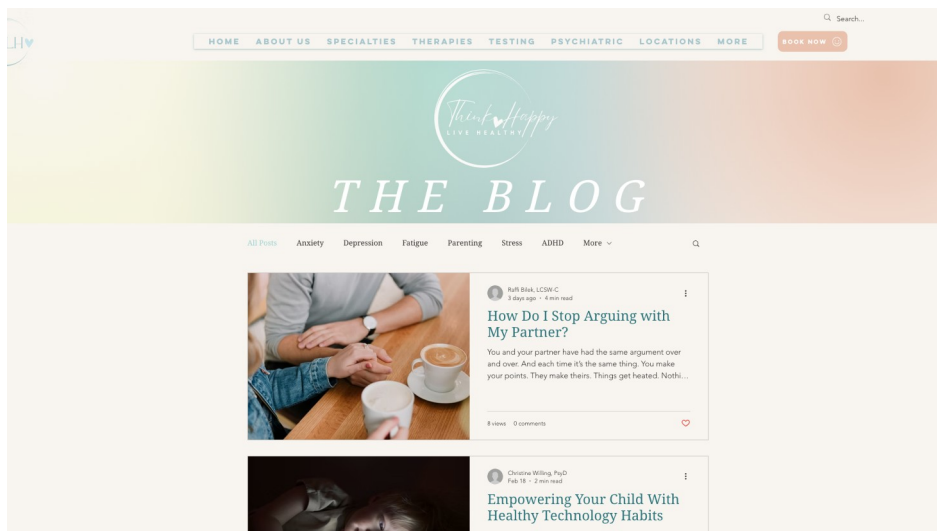 Search...
LH
HOME ABOUT US SPECIALTIES THERAPIES TESTING PSYCHIATRIC LOCATIONS MORE
BOOK NOW
Think Happy
LIVE HEALTHY
THE BLOG
All Posts Anxiety Depression Fatigue Parenting Stress ADHD More
Raffi Bilek, LCSW-C
3 days ago • 4 min read
How Do I Stop Arguing with
My Partner?
You and your partner have had the same argument over
and over. And each time it's the same thing. You make
your points. They make theirs. Things get heated. Nothi...
8 views 0 comments
Christine Willing, PsyD
Feb 18 • 2 min read
Empowering Your Child With
Healthy Technology Habits